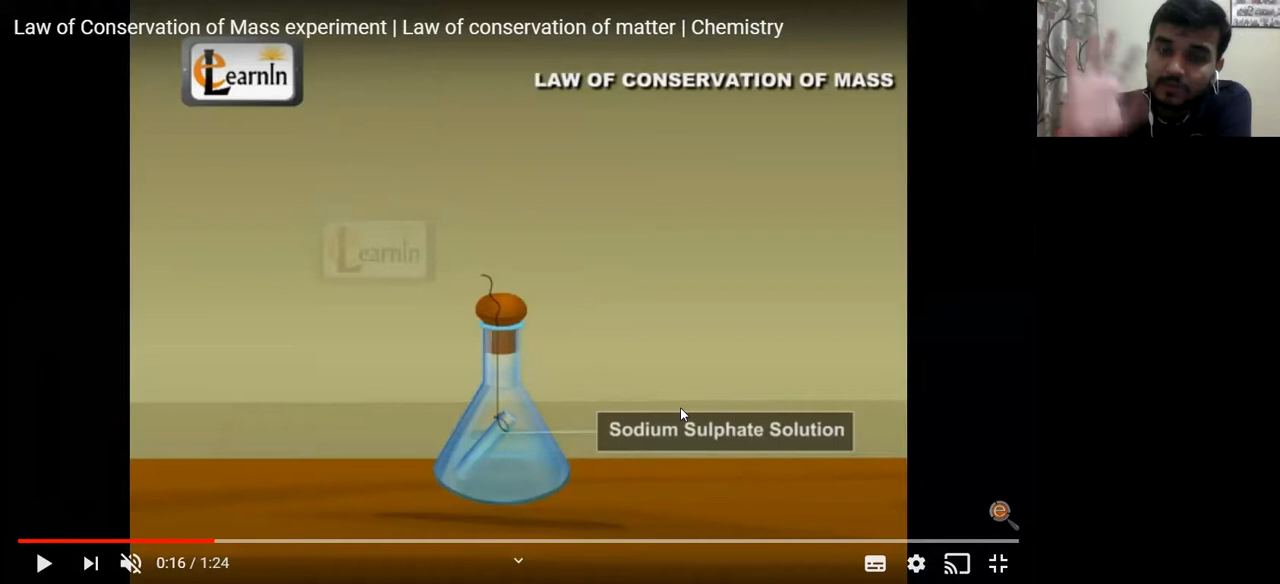 Law of Conservation of Mass experiment | Law of conservation of matter | Chemistry
eLearnIn
LAW OF CONSERVATION OF MASS
eLearnIn
Sodium Sulphate Solution
e
0:16 / 1:24